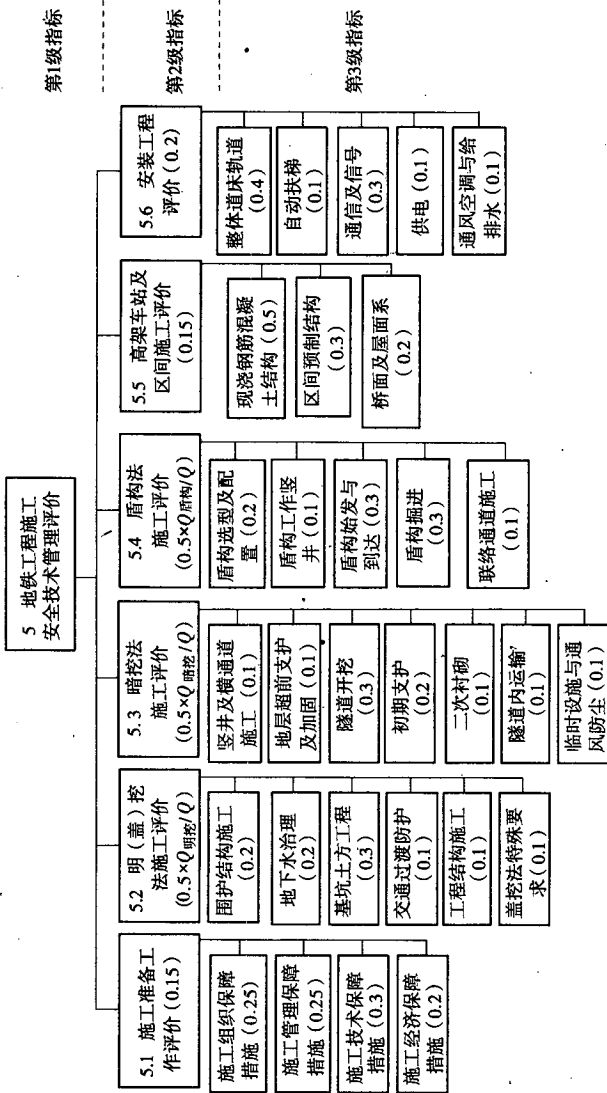 第1级指标
第2级指标
第3级指标
5 地铁工程施工
安全技术管理评价
5.1 施工准备工
作评价(0.15)
施工组织保障
措施(0.25)
施工管理保障
措施(0.25)
施工技术保障
措施(0.3)
施工经济保障
措施(0.2)
5.2 明(盖)挖
法施工评价
(0.5×Q明挖/Q)
围护结构施工
(0.2)
地下水治理
(0.2)
基坑土方工程
(0.3)
交通过渡防护
(0.1)
工程结构施工
(0.1)
盖挖法特殊要
求(0.1)
5.3 暗挖法
施工评价
(0.5×Q暗挖/Q)
竖井及横通道
施工(0.1)
地层超前支护
及加固(0.1)
隧道开挖
(0.3)
初期支护
(0.2)
二次衬砌
(0.1)
隧道内运输
(0.1)
临时设施与通
风防尘(0.1)
5.4 盾构法
施工评价
(0.5×Q盾构/Q)
盾构选型及配
置(0.2)
盾构工作竖
井(0.1)
盾构始发与
到达(0.3)
盾构掘进
(0.3)
联络通道施工
(0.1)
5.5 高架车站及
区间施工评价
(0.15)
现浇钢筋混凝
土结构(0.5)
区间预制结构
(0.3)
桥面及屋面系
(0.2)
5.6 安装工程
评价(0.2)
整体道床轨道
(0.4)
自动扶梯
(0.1)
通信及信号
(0.3)
供电(0.1)
通风空调与给
排水(0.1)